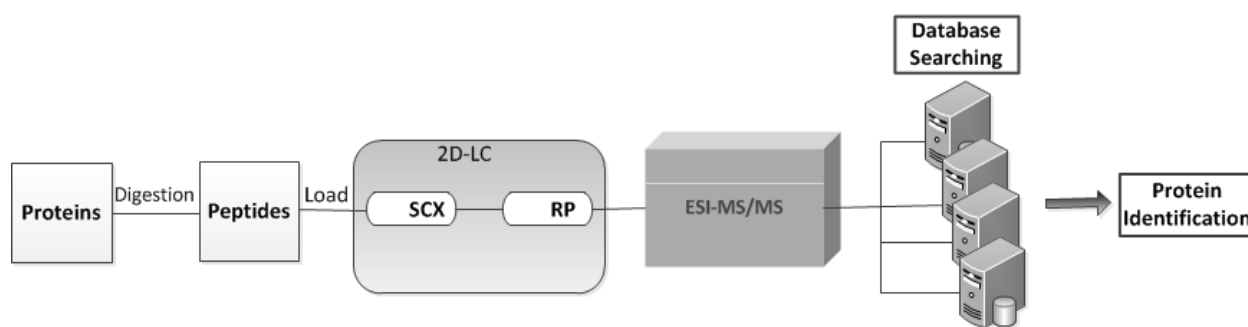 Database
Searching
2D-LC
Proteins
Digestion
Peptides
Load
SCX
RP
ESI-MS/MS
Protein
Identification